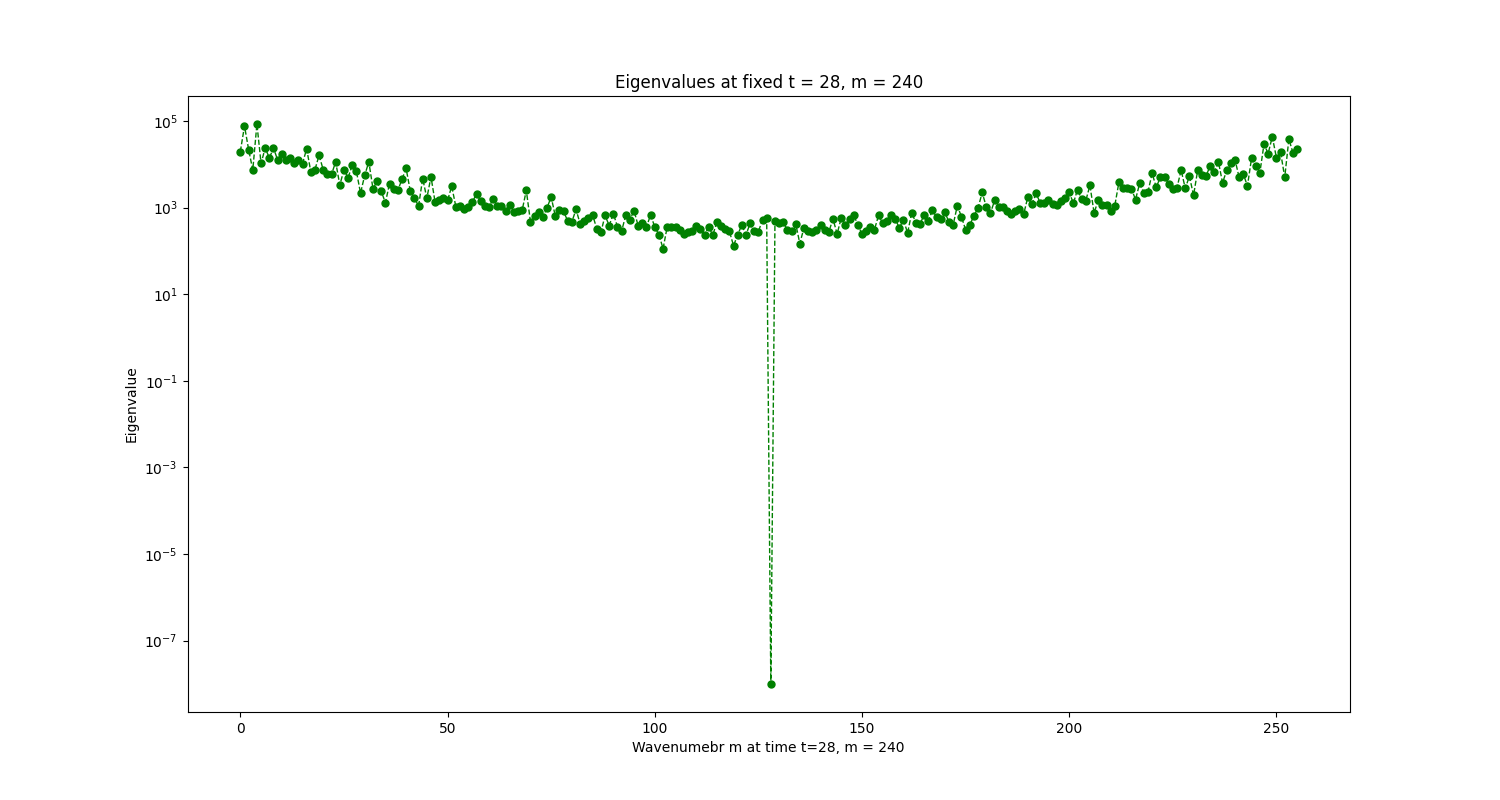 Eigenvalues at fixed t = 28, m = 240
10^5
10^3
10^1
10^-1
10^-3
10^-5
10^-7
Eigenvalue
0 50 100 150 200 250
Wavenumebr m at time t=28, m = 240